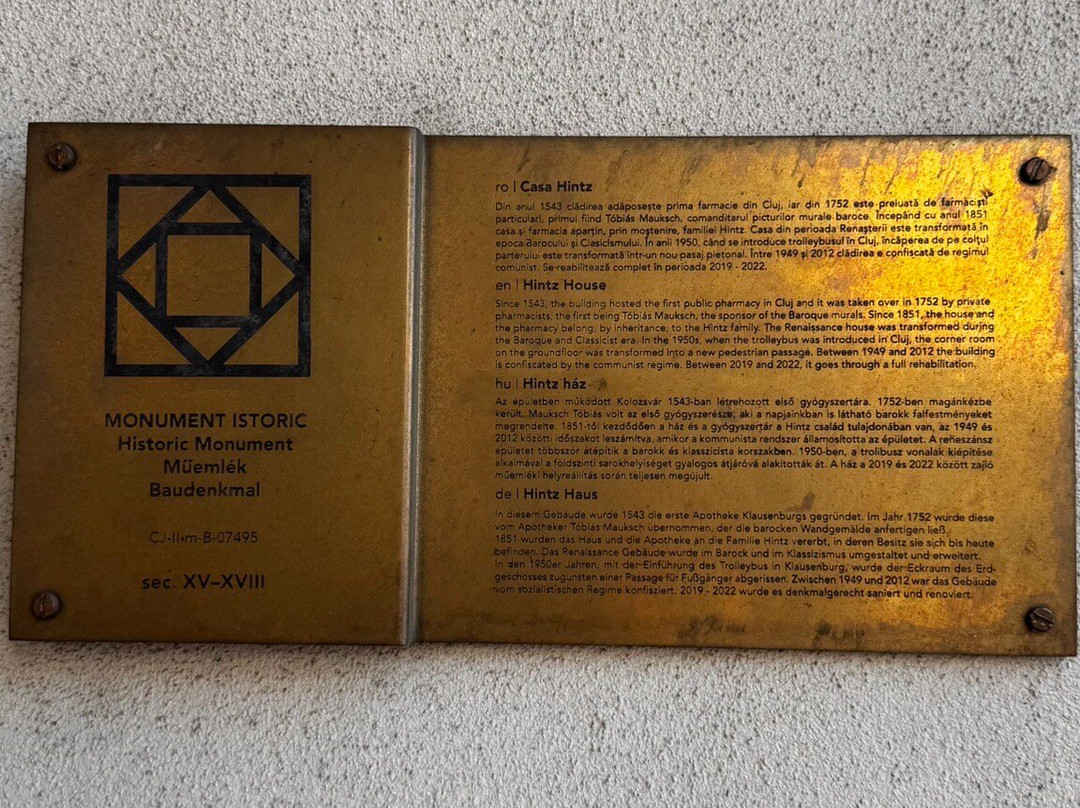 MONUMENT ISTORIC
Historic Monument
Műemlék
Baudenkmal
CJ-II-m-B-07495
sec. XV–XVIII
ro | Casa Hintz
Din anul 1543 clădirea adăpostește prima farmacie din Cluj, iar din 1752 este preluată de farmaciști
particulari, primul fiind Tóbiás Mauksch, comanditarul picturilor murale baroce. Începând cu anul 1851
casa și farmacia aparțin, prin moștenire, familiei Hintz. Casa din perioada Renașterii este transformată în
epoca Barocului și Clasicismului. În anii 1950, când se introduce trolleybusul în Cluj, încăperea de pe colțul
parterului este transformată într-un nou pasaj pietonal. Între 1949 și 2012 clădirea e confiscată de regimul
comunist. Se reabilitează complet în perioada 2019 - 2022.
en | Hintz House
Since 1543, the building hosted the first public pharmacy in Cluj and it was taken over in 1752 by private
pharmacists, the first being Tóbiás Mauksch, the sponsor of the Baroque murals. Since 1851, the house and
the pharmacy belong, by inheritance, to the Hintz family. The Renaissance house was transformed during
the Baroque and Classicist era. In the 1950s, when the trolleybus was introduced in Cluj, the corner room
on the groundfloor was transformed into a new pedestrian passage. Between 1949 and 2012 the building
is confiscated by the communist regime. Between 2019 and 2022, it goes through a full rehabilitation.
hu | Hintz ház
Az épületben működött Kolozsvár 1543-ban létrehozott első gyógyszertára. 1752-ben magánkézbe
került. Mauksch Tóbiás volt az első gyógyszerésze, aki a napjainkban is látható barokk falfestményeket
megrendelte. 1851-től kezdődően a ház és a gyógyszertár a Hintz család tulajdonában van, az 1949 és
2012 közötti időszakot leszámítva, amikor a kommunista rendszer államosította az épületet. A reneszánsz
épületet többször átépítik a barokk és klasszicista korszakben. 1950-ben, a trolibusz vonalak kiépítése
alkalmával a földszinti sarokhelyiséget gyalogos átjáróvá alakították át. A ház a 2019 és 2022 között zajló
műemléki helyreállítás során teljesen megújult.
de | Hintz Haus
In diesem Gebäude wurde 1543 die erste Apotheke Klausenburgs gegründet. Im Jahr 1752 wurde diese
vom Apotheker Tobias Mauksch übernommen, der die barocken Wandgemälde anfertigen ließ.
1851 wurden das Haus und die Apotheke an die Familie Hintz vererbt, in deren Besitz sie sich bis heute
befinden. Das Renaissance Gebäude wurde im Barock und im Klassizismus umgestaltet und erweitert.
In den 1950er Jahren, mit der Einführung des Trolleybus in Klausenburg, wurde der Eckraum des Erd-
geschosses zugunsten einer Passage für Fußgänger abgerissen. Zwischen 1949 und 2012 war das Gebäude
vom sozialistischen Regime konfisziert. 2019 - 2022 wurde es denkmalgerecht saniert und renoviert.